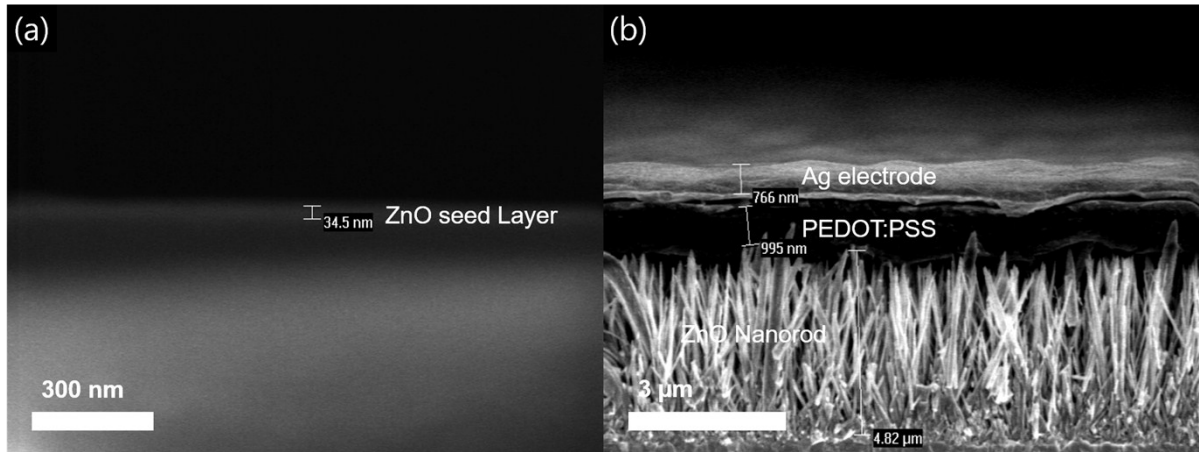 (a)
34.5 nm
ZnO seed Layer
300 nm
(b)
Ag electrode
766 nm
PEDOT:PSS
995 nm
ZnO Nanorod
3 μm
4.82 μm